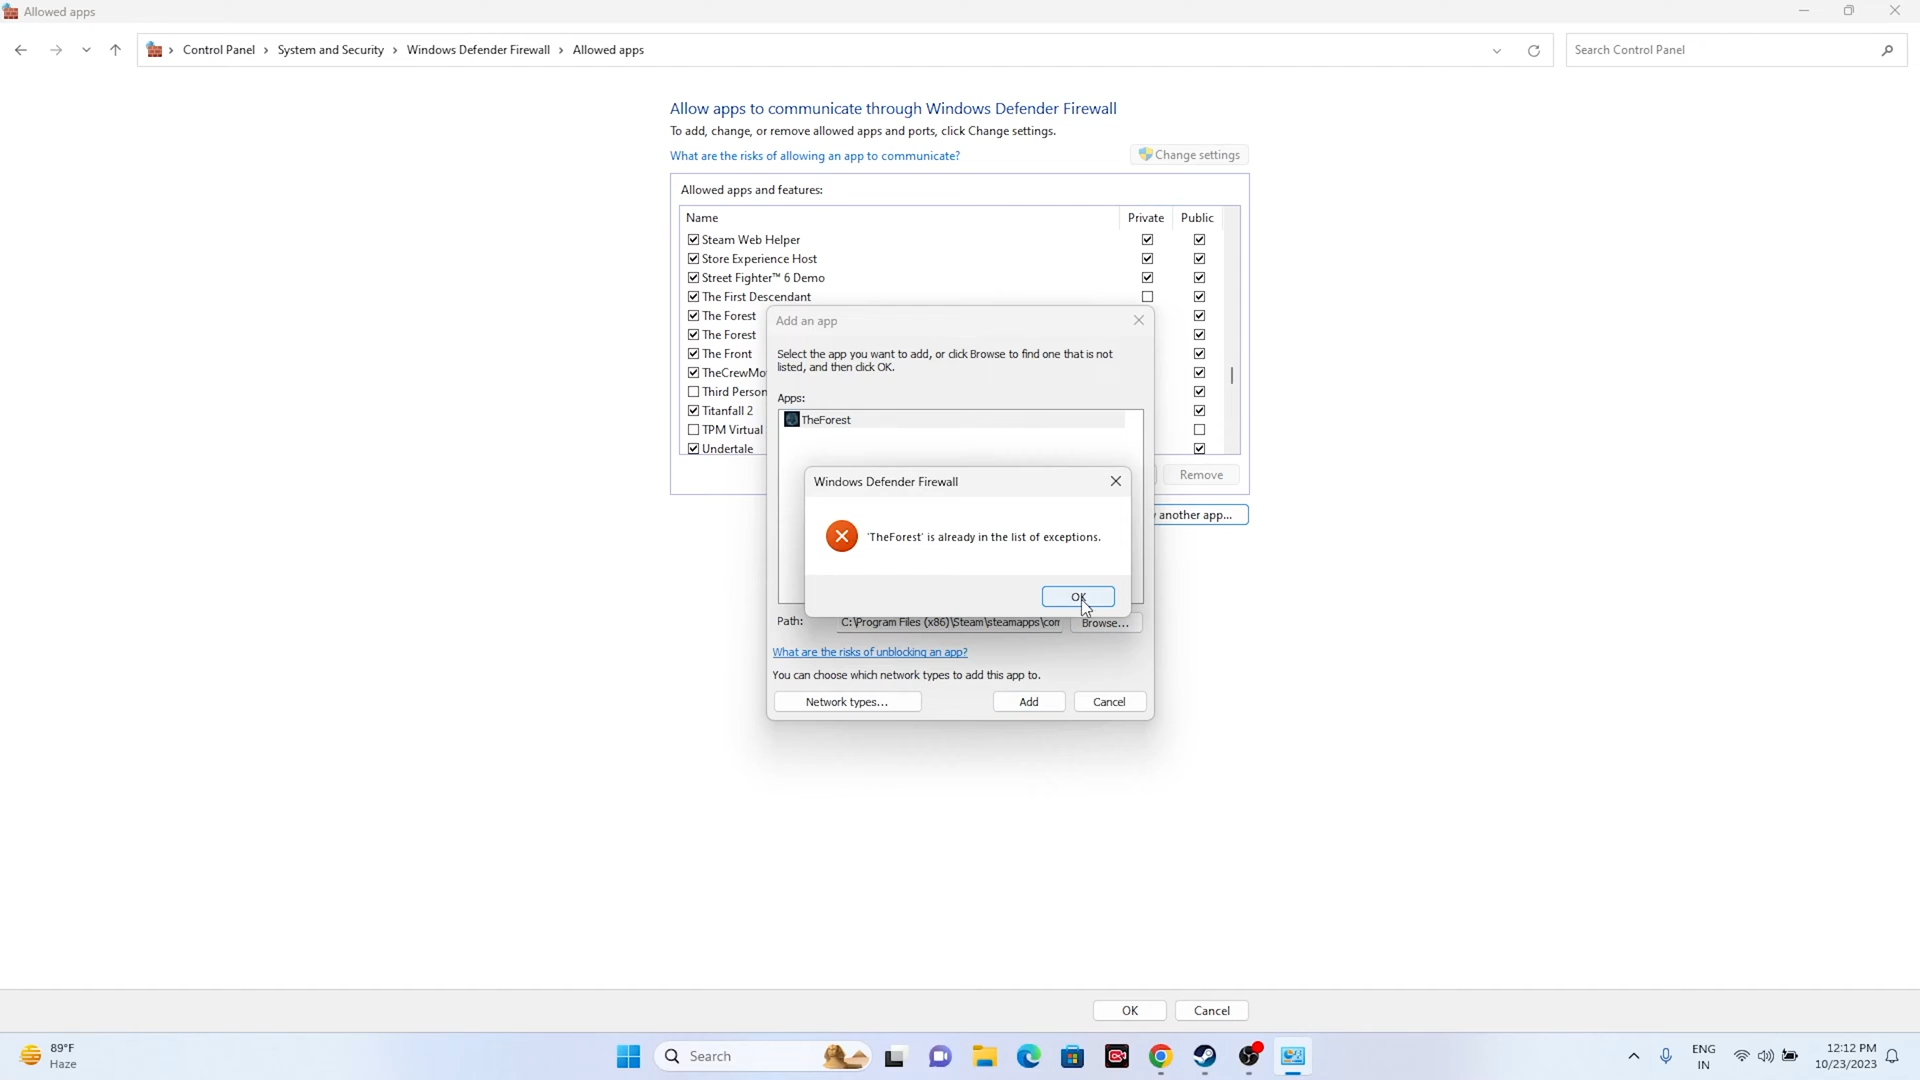 Allowed apps
Control Panel > System and Security > Windows Defender Firewall > Allowed apps
Search Control Panel
Allow apps to communicate through Windows Defender Firewall
To add, change, or remove allowed apps and ports, click Change settings.
What are the risks of allowing an app to communicate?
Change settings
Allowed apps and features:
Name Private Public
Steam Web Helper
Store Experience Host
Street Fighter™ 6 Demo
The First Descendant
The Forest
The Forest
The Front
TheCrewMo
Third Person
Titanfall 2
TPM Virtual
Undertale
Remove
another app...
Add an app
Select the app you want to add, or click Browse to find one that is not
listed, and then click OK.
Apps:
TheForest
Windows Defender Firewall
'TheForest' is already in the list of exceptions.
OK
Path: C:\Program Files (x86)\Steam\steamapps\com Browse...
What are the risks of unblocking an app?
You can choose which network types to add this app to.
Network types... Add Cancel
OK Cancel
89°F
Haze
Search
ENG
IN
12:12 PM
10/23/2023